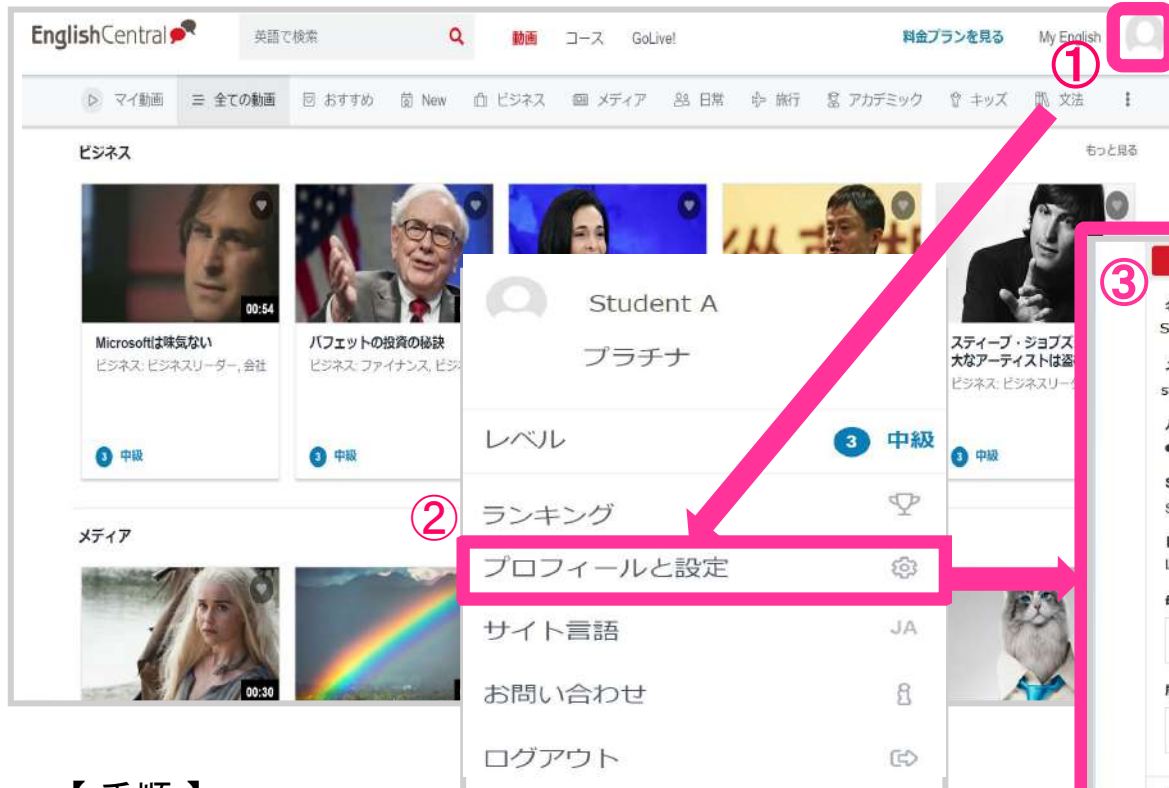 EnglishCentral 英語で検索 動画 コース GoLive! 料金プランを見る My English
①
マイ動画 全ての動画 おすすめ New ビジネス メディア 日常 旅行 アカデミック キッズ 文法
ビジネス もっと見る
00:54
Microsoftは味気ない
ビジネス: ビジネスリーダー, 会社
3 中級
バフェットの投資の秘訣
ビジネス: ファイナンス, ビジ
3 中級
スティーブ・ジョブズ
大なアーティストは盗
ビジネス: ビジネスリー
3 中級
Student A
プラチナ
レベル 3 中級
②
ランキング
プロフィールと設定
サイト言語 JA
お問い合わせ
ログアウト
③
メディア
00:30
【 手順 】